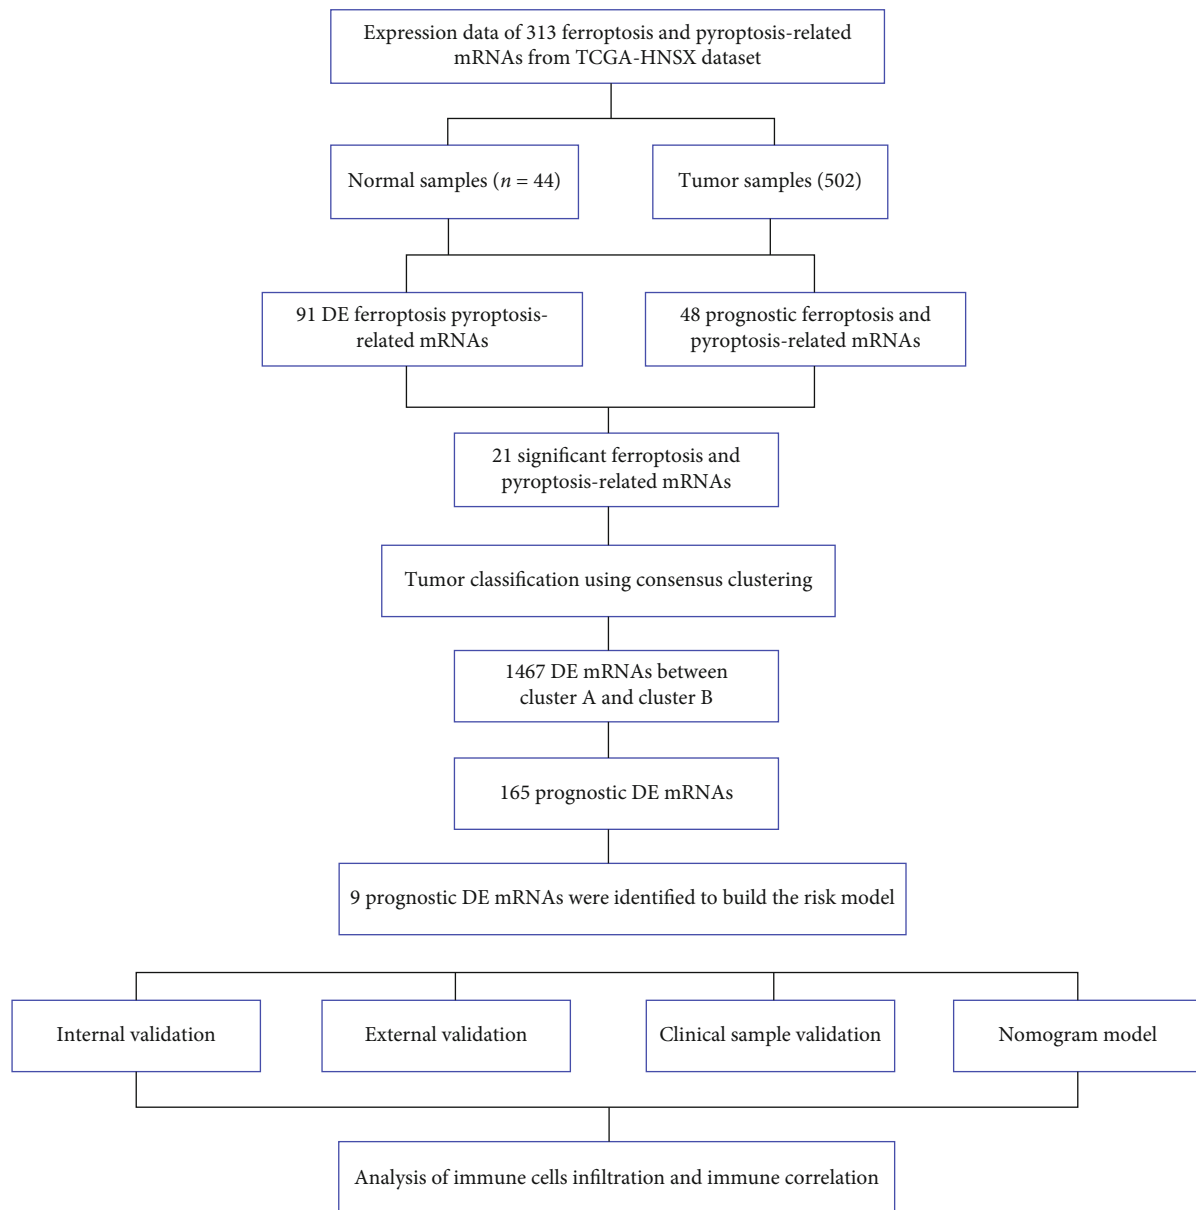 Expression data of 313 ferroptosis and pyroptosis-related
mRNAs from TCGA-HNSX dataset
Normal samples (n = 44)
Tumor samples (502)
91 DE ferroptosis pyroptosis-
related mRNAs
48 prognostic ferroptosis and
pyroptosis-related mRNAs
21 significant ferroptosis and
pyroptosis-related mRNAs
Tumor classification using consensus clustering
1467 DE mRNAs between
cluster A and cluster B
165 prognostic DE mRNAs
9 prognostic DE mRNAs were identified to build the risk model
Internal validation
External validation
Clinical sample validation
Nomogram model
Analysis of immune cells infiltration and immune correlation